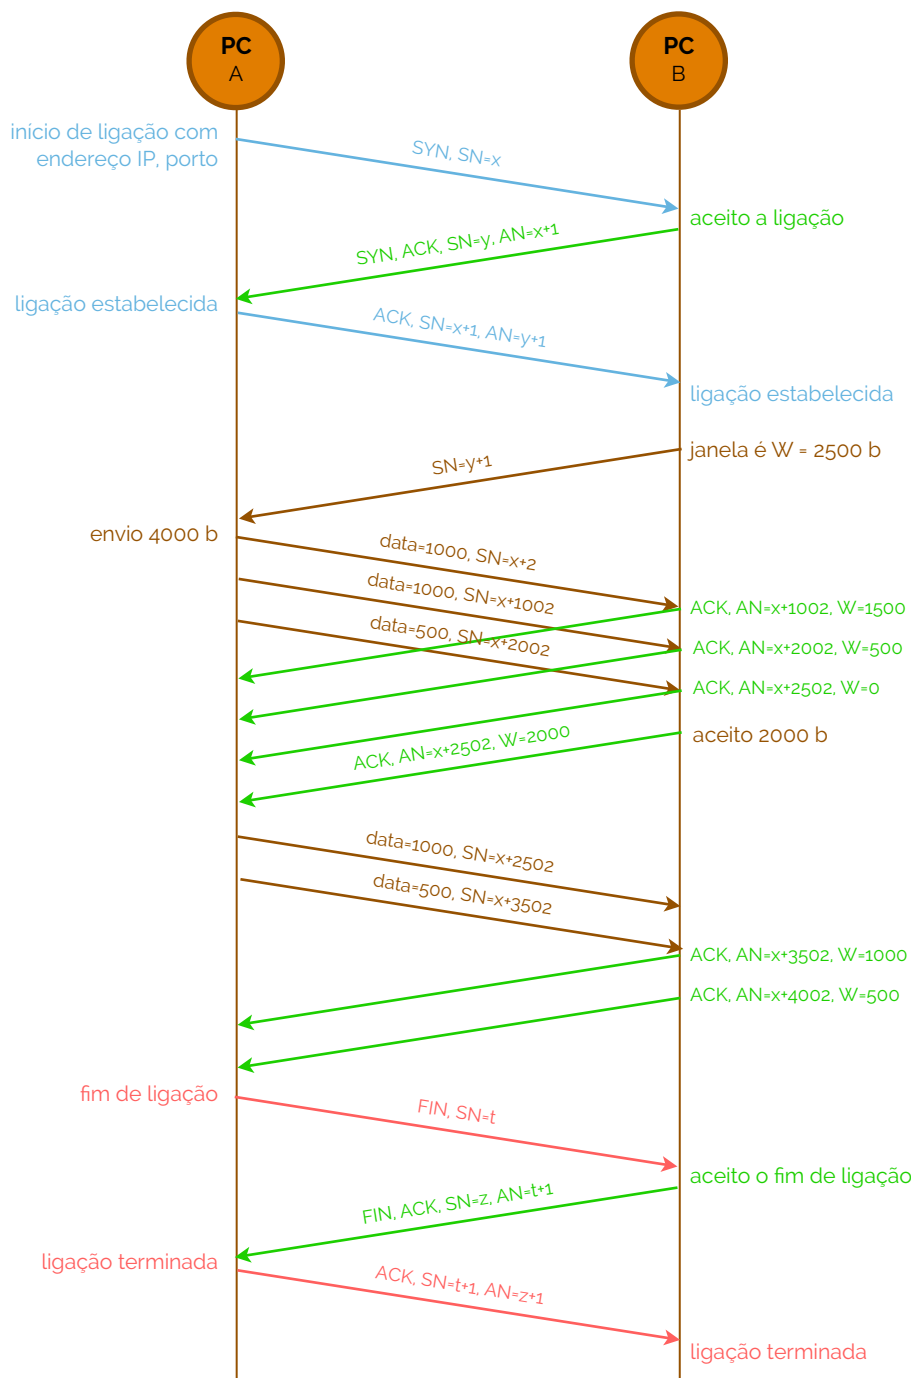 PC
A
PC
B
início de ligação com
endereço IP, porto
SYN, SN=x
aceito a ligação
SYN, ACK, SN=y, AN=x+1
ligação estabelecida
ACK, SN=x+1, AN=y+1
ligação estabelecida
janela é W = 2500 b
SN=y+1
envio 4000 b
data=1000, SN=x+2
data=1000, SN=x+1002
ACK, AN=x+1002, W=1500
data=500, SN=x+2002
ACK, AN=x+2002, W=500
ACK, AN=x+2502, W=0
aceito 2000 b
ACK, AN=x+2502, W=2000
data=1000, SN=x+2502
data=500, SN=x+3502
ACK, AN=x+3502, W=1000
ACK, AN=x+4002, W=500
fim de ligação
FIN, SN=t
aceito o fim de ligação
FIN, ACK, SN=z, AN=t+1
ligação terminada
ACK, SN=t+1, AN=z+1
ligação terminada